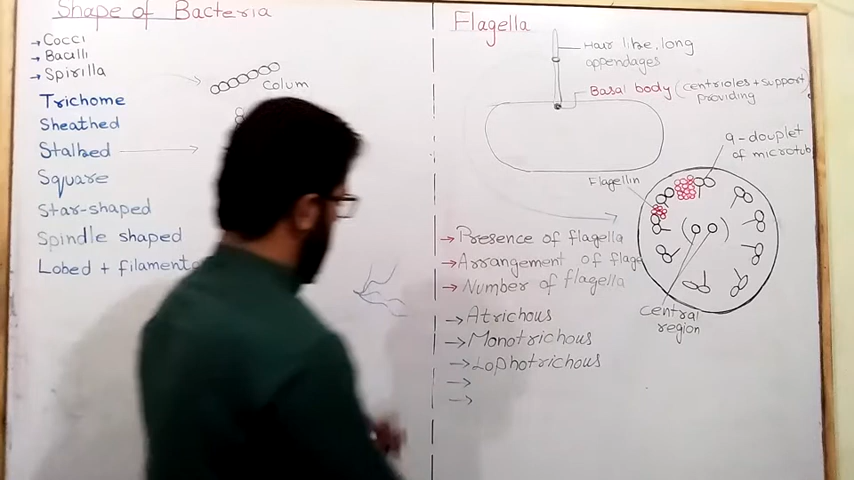 Shape of Bacteria
→ Cocci
→ Bacilli
→ Spirilla
Trichome
Sheathed
Stalked
Square
Star-shaped
Spindle shaped
Lobed + filamento
Colum
Flagella
Hair like, long
appendages
Basal body (centrioles + support
providing
9-douplet
of microtub
Flagellin
→ Presence of flagella
→ Arrangement of flage
→ Number of flagella
→ Atrichous
→ Monotrichous
→ Lophotrichous
→
→
central
region